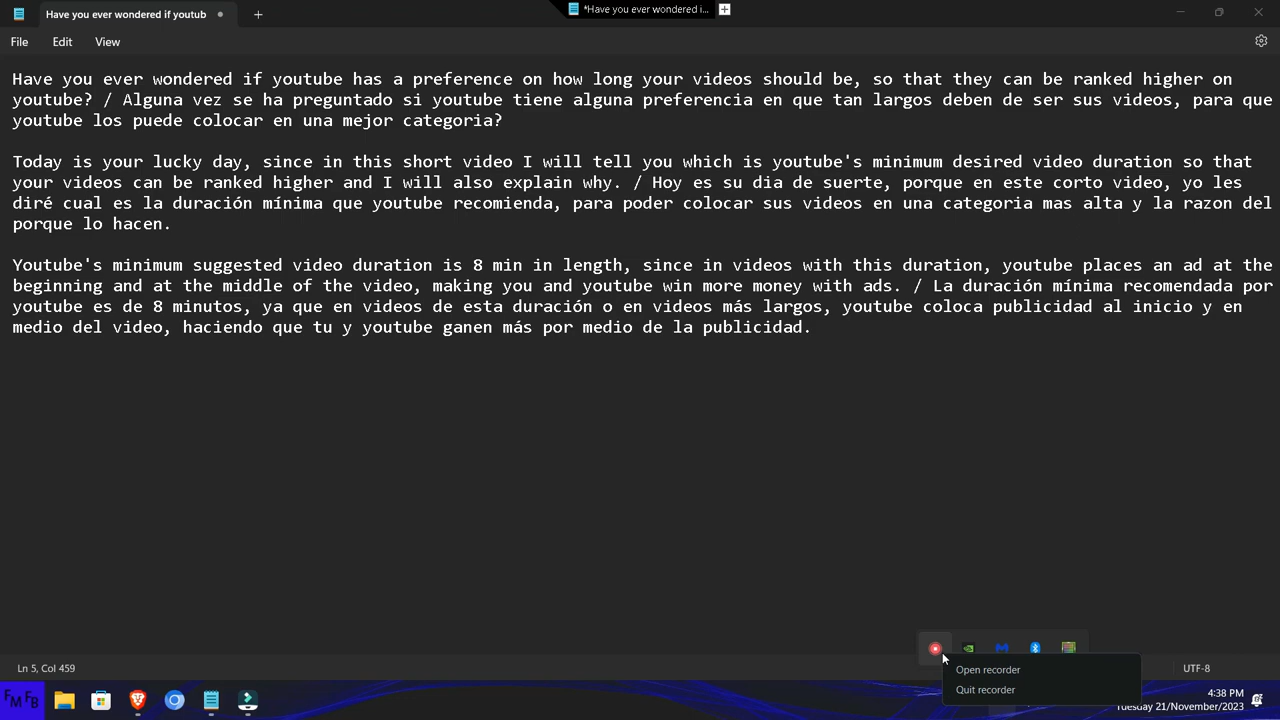 Have you ever wondered if youtub
*Have you ever wondered i...
File Edit View
Have you ever wondered if youtube has a preference on how long your videos should be, so that they can be ranked higher on
youtube? / Alguna vez se ha preguntado si youtube tiene alguna preferencia en que tan largos deben de ser sus videos, para que
youtube los puede colocar en una mejor categoria?
Today is your lucky day, since in this short video I will tell you which is youtube's minimum desired video duration so that
your videos can be ranked higher and I will also explain why. / Hoy es su dia de suerte, porque en este corto video, yo les
diré cual es la duración mínima que youtube recomienda, para poder colocar sus videos en una categoria mas alta y la razon del
porque lo hacen.
Youtube's minimum suggested video duration is 8 min in length, since in videos with this duration, youtube places an ad at the
beginning and at the middle of the video, making you and youtube win more money with ads. / La duración mínima recomendada por
youtube es de 8 minutos, ya que en videos de esta duración o en videos más largos, youtube coloca publicidad al inicio y en
medio del video, haciendo que tu y youtube ganen más por medio de la publicidad.
Ln 5, Col 459
UTF-8
Open recorder
Quit recorder
FM FB
4:38 PM
Tuesday 21/November/2023